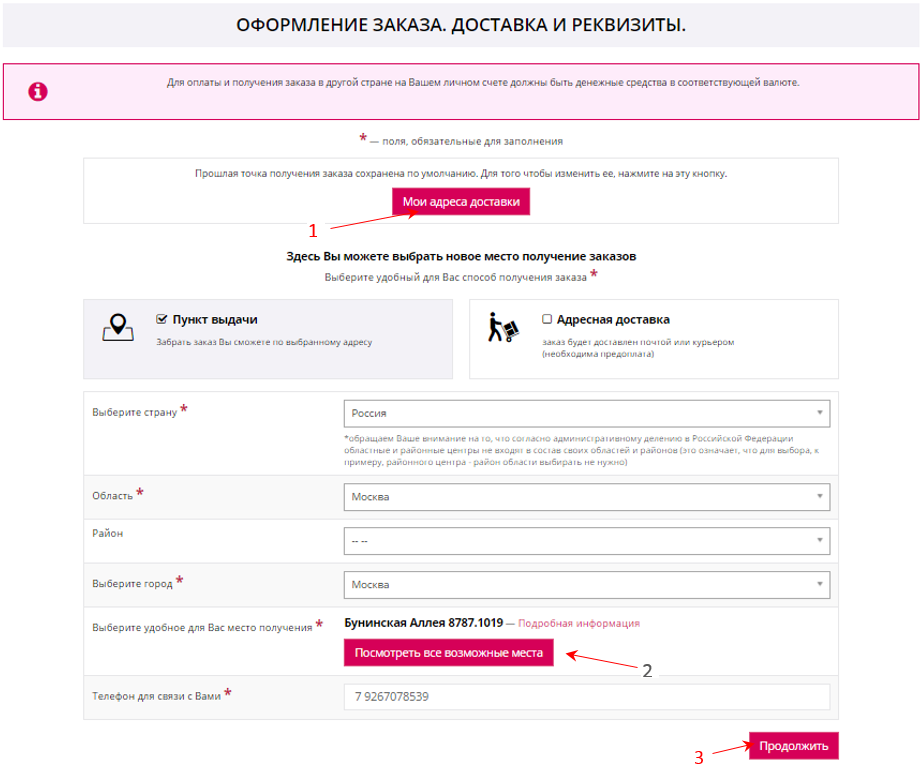 ОФОРМЛЕНИЕ ЗАКАЗА. ДОСТАВКА И РЕКВИЗИТЫ.
Для оплаты и получения заказа в другой стране на Вашем личном счете должны быть денежные средства в соответствующей валюте.
* — поля, обязательные для заполнения
Прошлая точка получения заказа сохранена по умолчанию. Для того чтобы изменить ее, нажмите на эту кнопку.
Мои адреса доставки
1
Здесь Вы можете выбрать новое место получение заказов
Выберите удобный для Вас способ получения заказа *
Пункт выдачи
Забрать заказ Вы сможете по выбранному адресу
Адресная доставка
заказ будет доставлен почтой или курьером
(необходима предоплата)
Выберите страну *
Россия
*обращаем Ваше внимание на то, что согласно административному делению в Российской Федерации
областные и районные центры не входят в состав своих областей и районов (это означает, что для выбора, к
примеру, районного центра - район области выбирать не нужно)
Область *
Москва
Район
-- --
Выберите город *
Москва
Выберите удобное для Вас место получения *
Бунинская Аллея 8787.1019 — Подробная информация
Посмотреть все возможные места
2
Телефон для связи с Вами *
7 9267078539
Продолжить
3